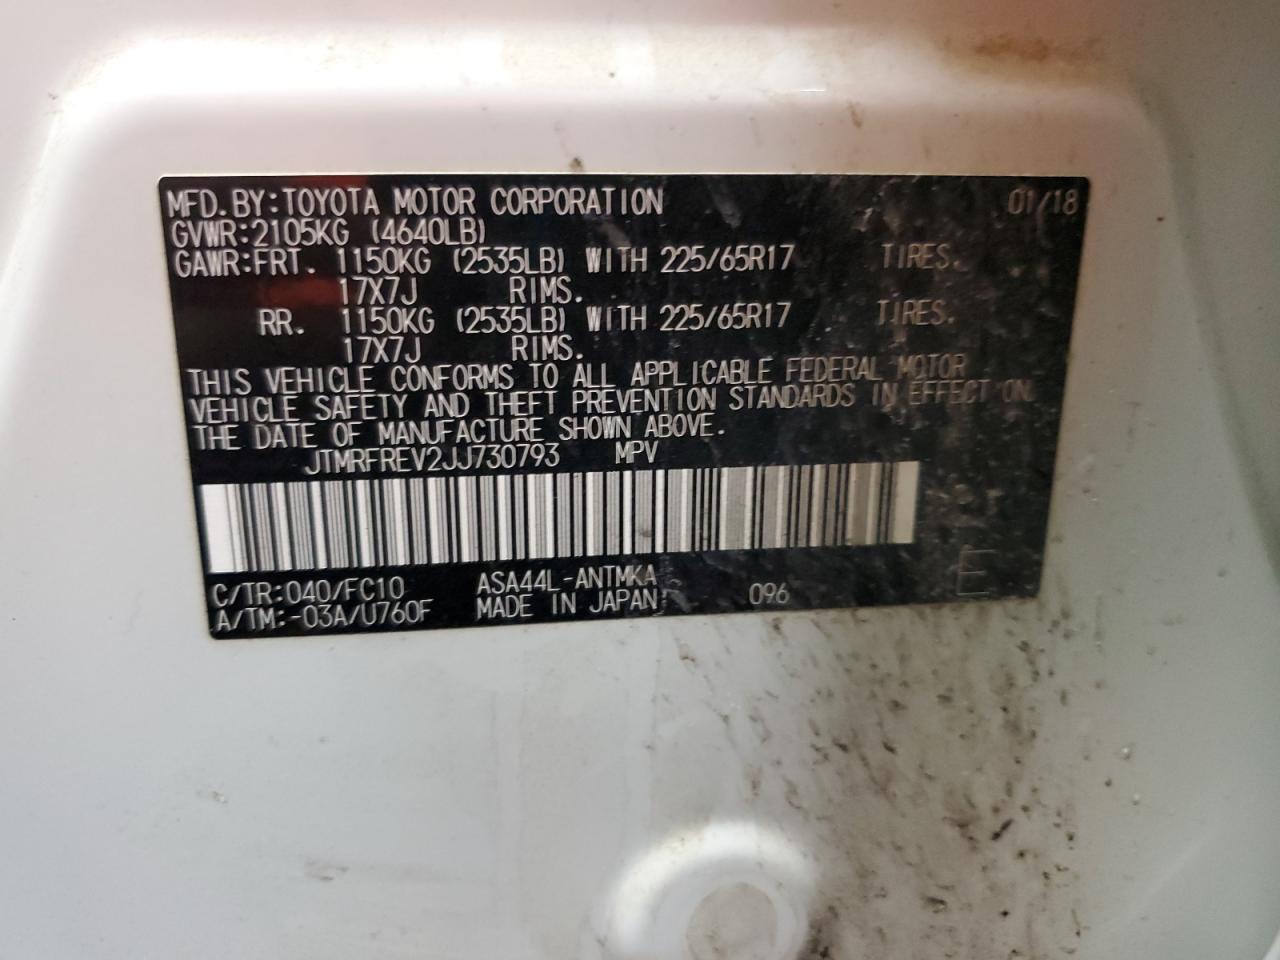 MFD.BY:TOYOTA MOTOR CORPORATION 01/18
GVWR:2105KG (4640LB)
GAWR:FRT. 1150KG (2535LB) WITH 225/65R17 TIRES.
17X7J RIMS.
RR. 1150KG (2535LB) WITH 225/65R17 TIRES.
17X7J RIMS.
THIS VEHICLE CONFORMS TO ALL APPLICABLE FEDERAL MOTOR
VEHICLE SAFETY AND THEFT PREVENTION STANDARDS IN EFFECT ON
THE DATE OF MANUFACTURE SHOWN ABOVE.
JTMRFREV2JJ730793 MPV
C/TR:040/FC10 ASA44L-ANTMKA
A/TM:-03A/U760F MADE IN JAPAN 096 E